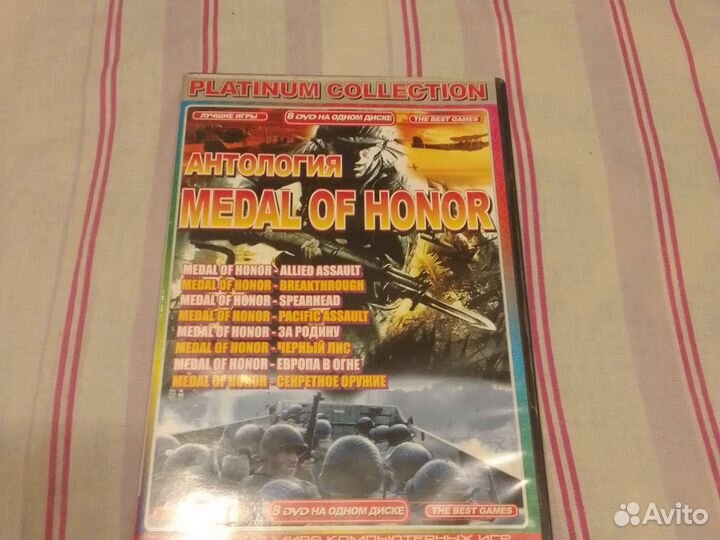 PLATINUM COLLECTION
ЛУЧШИЕ ИГРЫ
8 DVD НА ОДНОМ ДИСКЕ
THE BEST GAMES
АНТОЛОГИЯ
MEDAL OF HONOR
MEDAL OF HONOR - ALLIED ASSAULT
MEDAL OF HONOR - BREAKTHROUGH
MEDAL OF HONOR - SPEARHEAD
MEDAL OF HONOR - PACIFIC ASSAULT
MEDAL OF HONOR - ЗА РОДИНУ
MEDAL OF HONOR - ЧЕРНЫЙ ЛИС
MEDAL OF HONOR - ЕВРОПА В ОГНЕ
MEDAL OF HONOR - СЕКРЕТНОЕ ОРУЖИЕ
8 DVD НА ОДНОМ ДИСКЕ
THE BEST GAMES
МИРА КОМПЬЮТЕРНЫХ ИГР
Avito